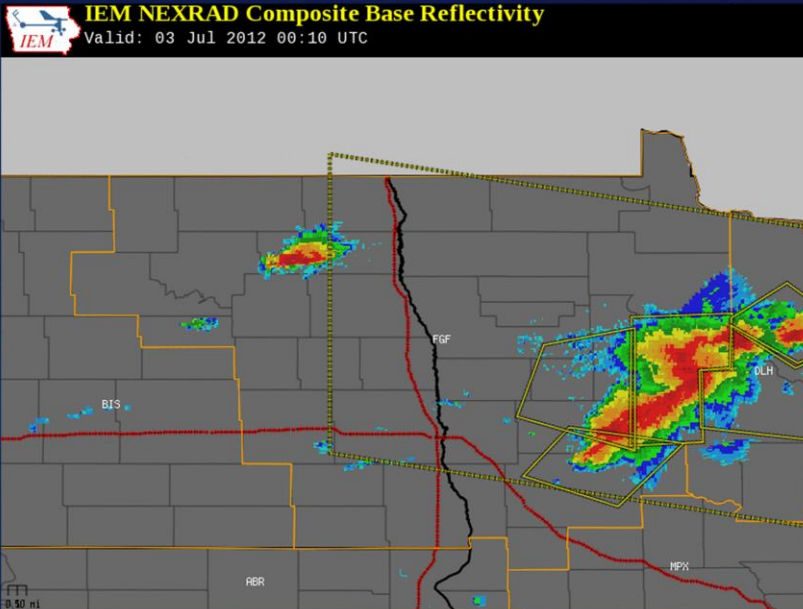 IEM NEXRAD Composite Base Reflectivity
IEM
Valid: 03 Jul 2012 00:10 UTC
FGF
DLH
BIS
MPX
ABR